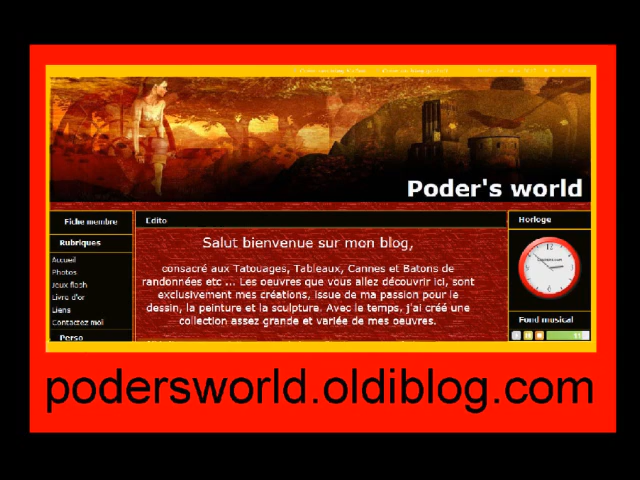 Poder's world
Fiche membre
Edito
Horloge
Rubriques
Salut bienvenue sur mon blog,
Accueil
Photos
Jeux flash
Livre d'or
Liens
Contactez moi
consacré aux Tatouages, Tableaux, Cannes et Batons de
randonnées etc ... Les oeuvres que vous allez découvrir ici, sont
exclusivement mes créations, issue de ma passion pour le
dessin, la peinture et la sculpture. Avec le temps, j'ai créé une
collection assez grande et variée de mes oeuvres.
Fond musical
Perso
podersworld.oldiblog.com